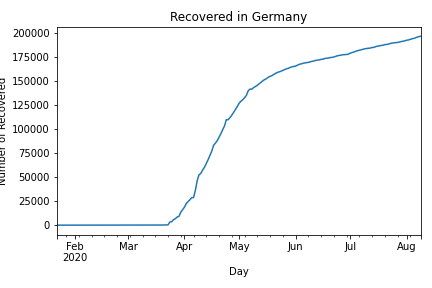 Recovered in Germany
Number of Recovered
200000
175000
150000
125000
100000
75000
50000
25000
0
Feb
2020
Mar
Apr
May
Jun
Jul
Aug
Day